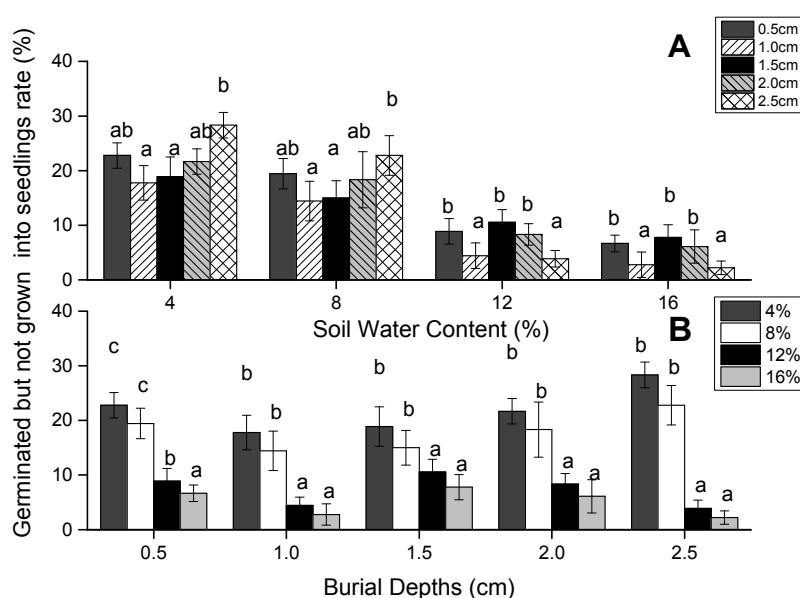 Germinated but not grown into seedlings rate (%)
A
0.5cm
1.0cm
1.5cm
2.0cm
2.5cm
40
30
20
10
0
ab a a ab b
ab a a ab b
b a b b a
b a b b a
4 8 12 16
Soil Water Content (%)
B
4%
8%
12%
16%
40
30
20
10
0
c c b a
b b a a
b b a a
b b a a
b b a a
0.5 1.0 1.5 2.0 2.5
Burial Depths (cm)